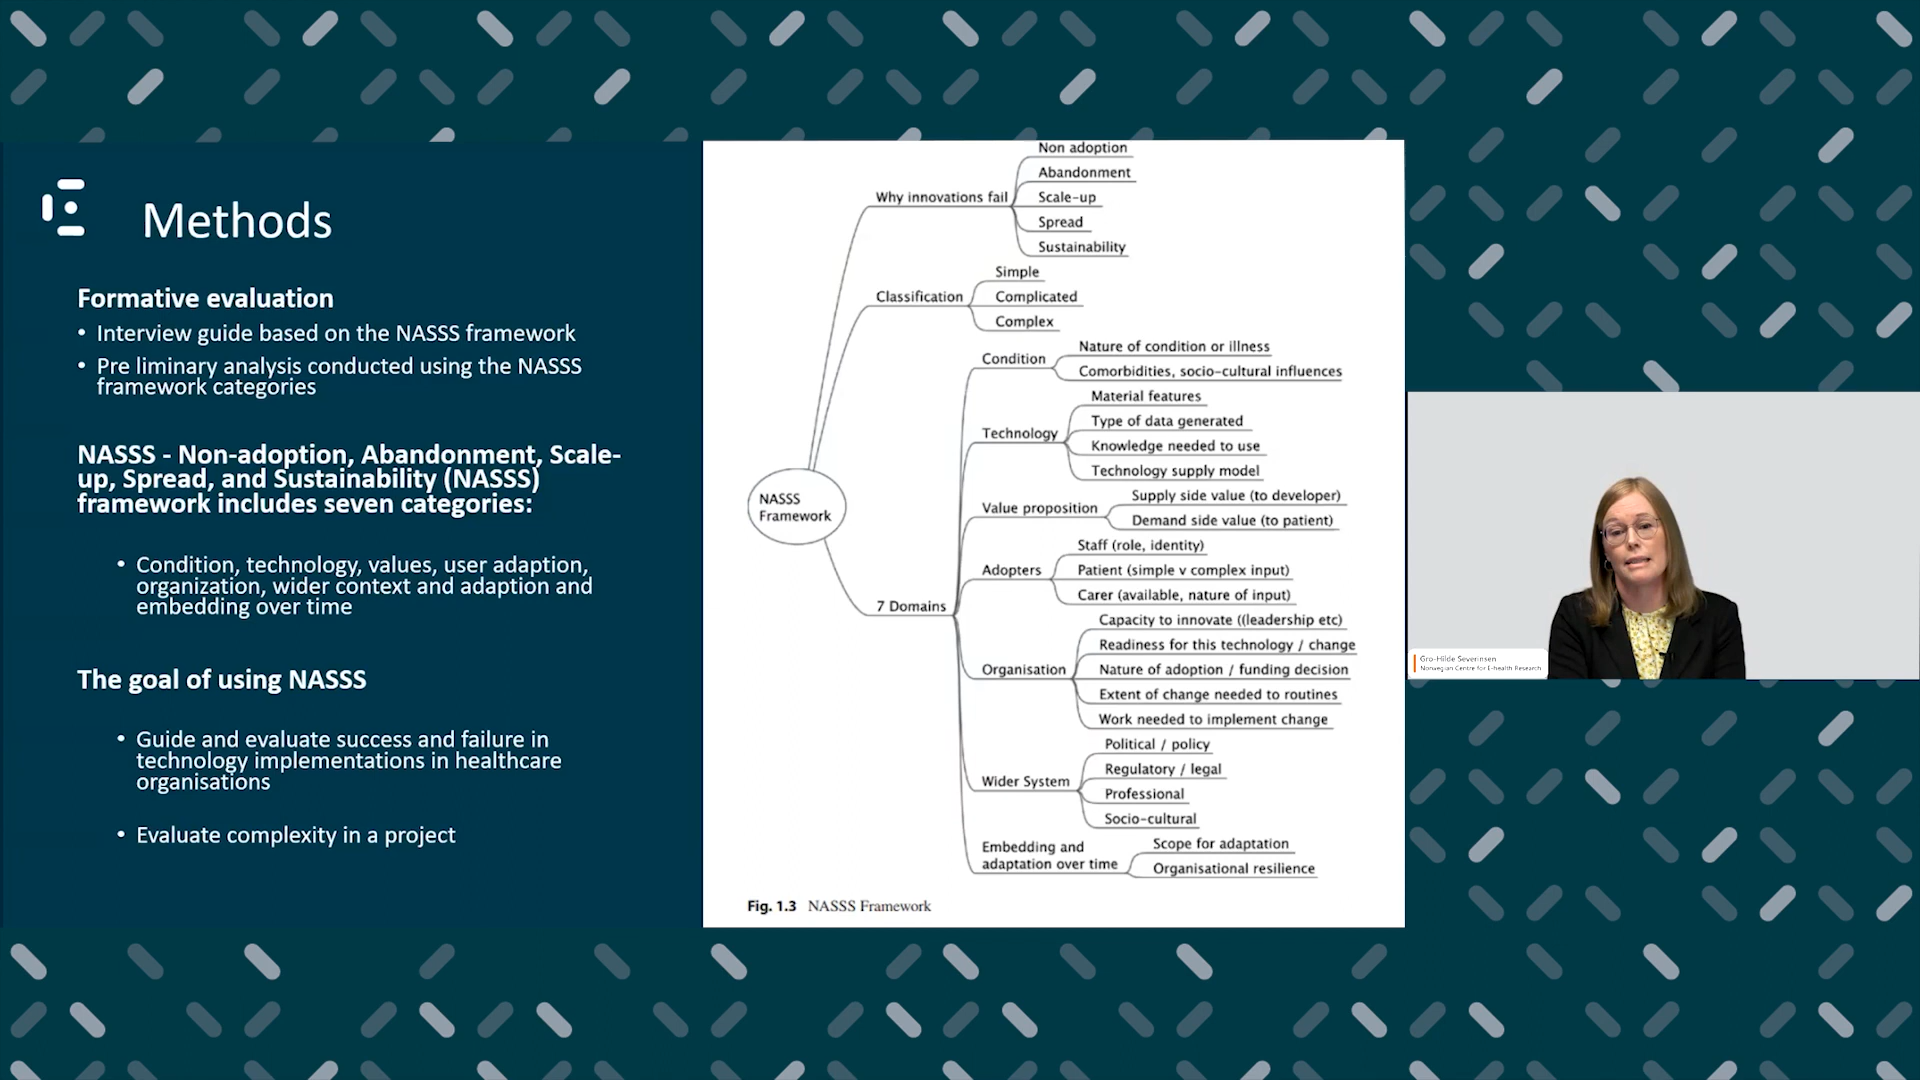 Methods
Formative evaluation
• Interview guide based on the NASSS framework
• Pre liminary analysis conducted using the NASSS
framework categories
NASSS - Non-adoption, Abandonment, Scale-
up, Spread, and Sustainability (NASSS)
framework includes seven categories:
• Condition, technology, values, user adaption,
organization, wider context and adaption and
embedding over time
The goal of using NASSS
• Guide and evaluate success and failure in
technology implementations in healthcare
organisations
• Evaluate complexity in a project
NASSS
Framework
Why innovations fail
Non adoption
Abandonment
Scale-up
Spread
Sustainability
Classification
Simple
Complicated
Complex
7 Domains
Condition
Nature of condition or illness
Comorbidities, socio-cultural influences
Technology
Material features
Type of data generated
Knowledge needed to use
Technology supply model
Value proposition
Supply side value (to developer)
Demand side value (to patient)
Adopters
Staff (role, identity)
Patient (simple v complex input)
Carer (available, nature of input)
Organisation
Capacity to innovate ((leadership etc)
Readiness for this technology / change
Nature of adoption / funding decision
Extent of change needed to routines
Work needed to implement change
Wider System
Political / policy
Regulatory / legal
Professional
Socio-cultural
Embedding and
adaptation over time
Scope for adaptation
Organisational resilience
Fig. 1.3 NASSS Framework
Gro-Hilde Severinsen
Norwegian Centre for E-health Research